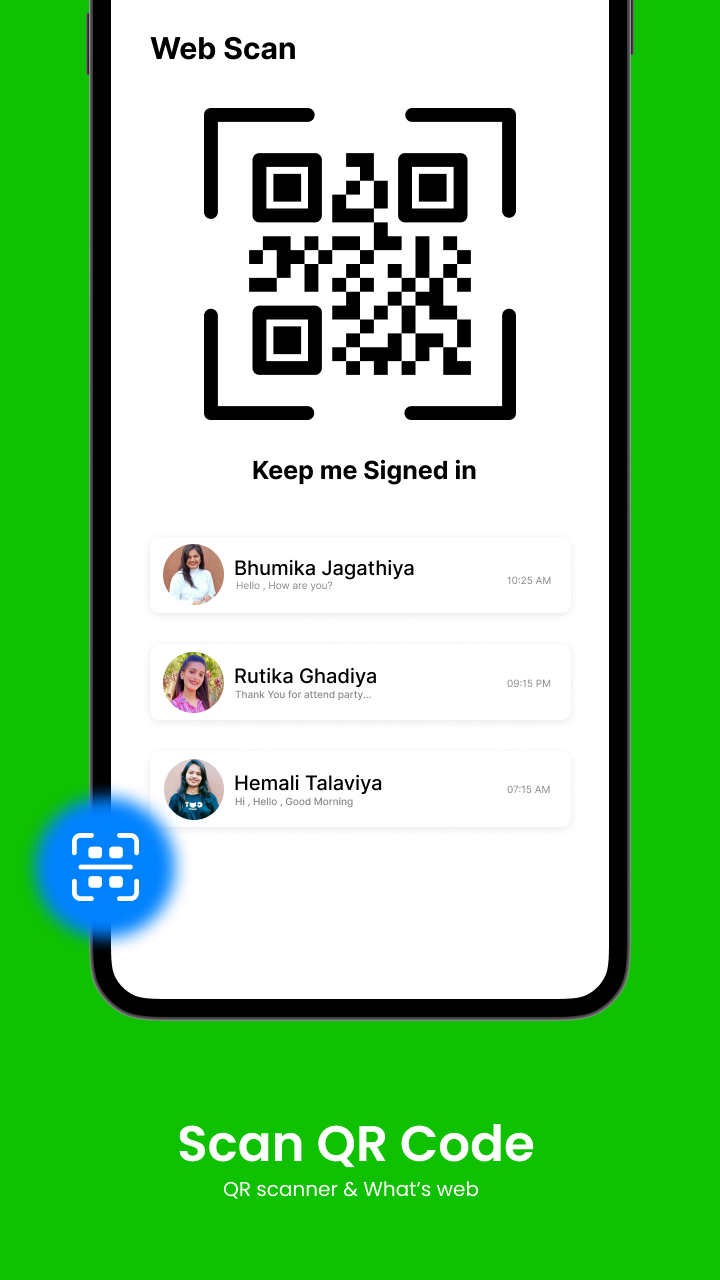 Web Scan
Keep me Signed in
Bhumika Jagathiya
Hello , How are you?
10:25 AM
Rutika Ghadiya
Thank You for attend party...
09:15 PM
Hemali Talaviya
Hi , Hello , Good Morning
07:15 AM
Scan QR Code
QR scanner & What's web